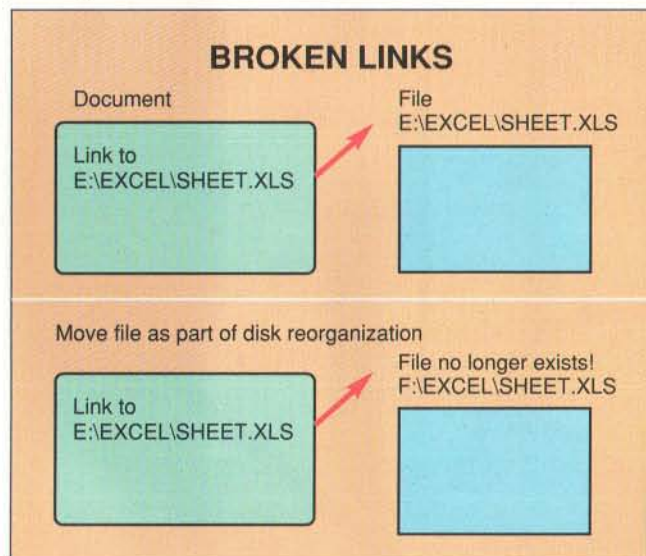 BROKEN LINKS
Document
File
E:\EXCEL\SHEET.XLS
Link to
E:\EXCEL\SHEET.XLS
Move file as part of disk reorganization
File no longer exists!
F:\EXCEL\SHEET.XLS
Link to
E:\EXCEL\SHEET.XLS